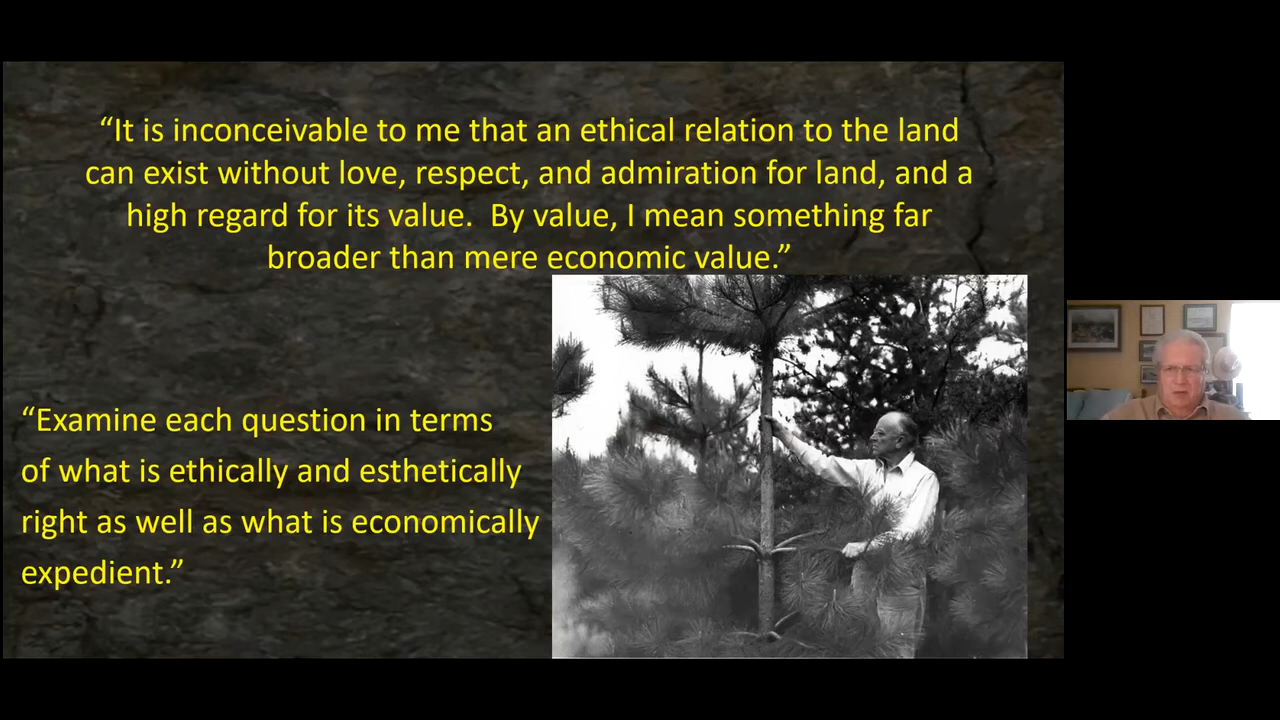 “It is inconceivable to me that an ethical relation to the land
can exist without love, respect, and admiration for land, and a
high regard for its value.  By value, I mean something far
broader than mere economic value.”
“Examine each question in terms
of what is ethically and esthetically
right as well as what is economically
expedient.”